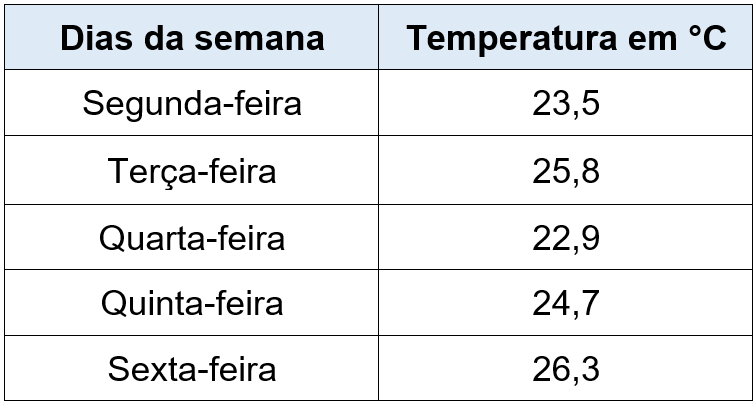 Dias da semana Temperatura em °C
Segunda-feira 23,5
Terça-feira 25,8
Quarta-feira 22,9
Quinta-feira 24,7
Sexta-feira 26,3